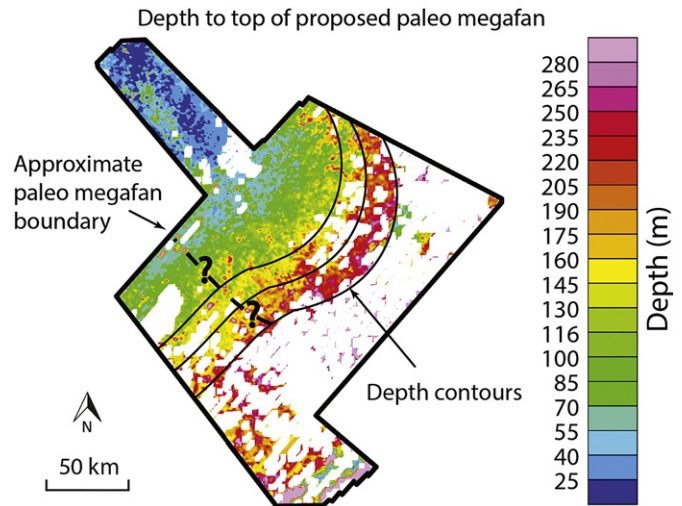 Depth to top of proposed paleo megafan
Approximate
paleo megafan
boundary
?
?
Depth contours
N
50 km
280
265
250
235
220
205
190
175
160
145
130
116
100
85
70
55
40
25
Depth (m)